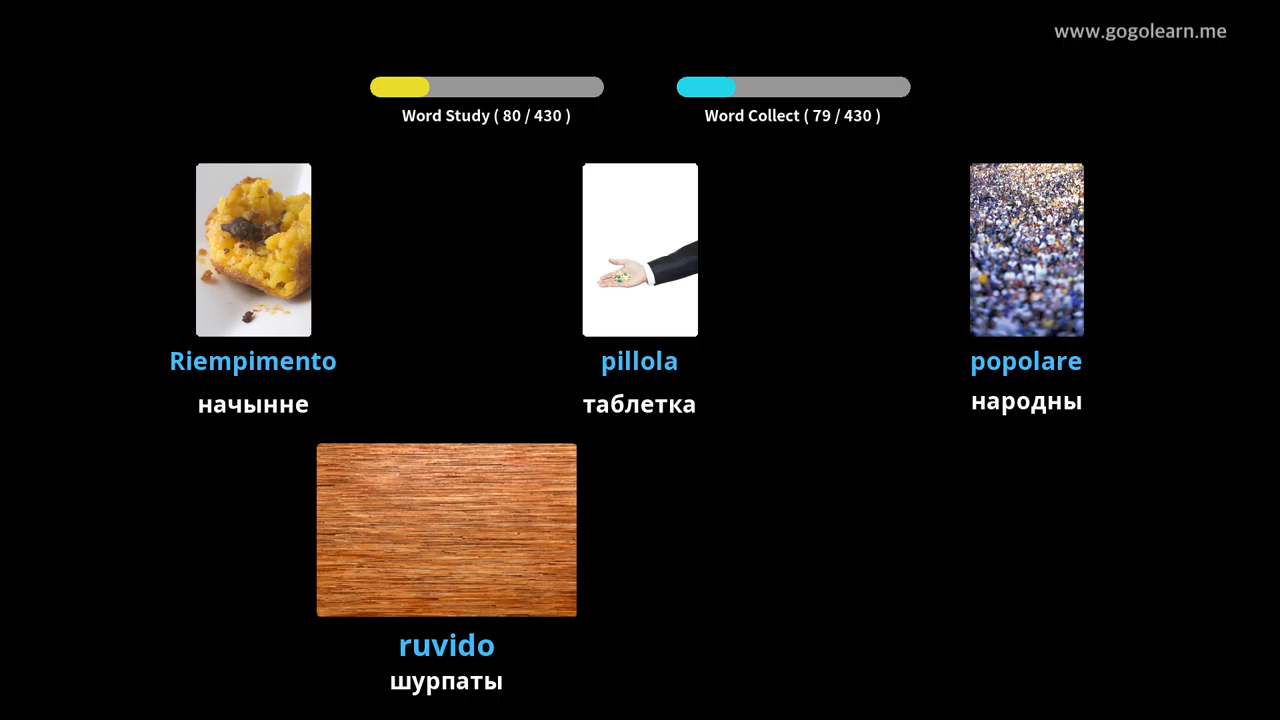 www.gogolearn.me
Word Study ( 80 / 430 )
Word Collect ( 79 / 430 )
Riempimento
начынне
pillola
таблетка
popolare
народны
ruvido
шурпаты